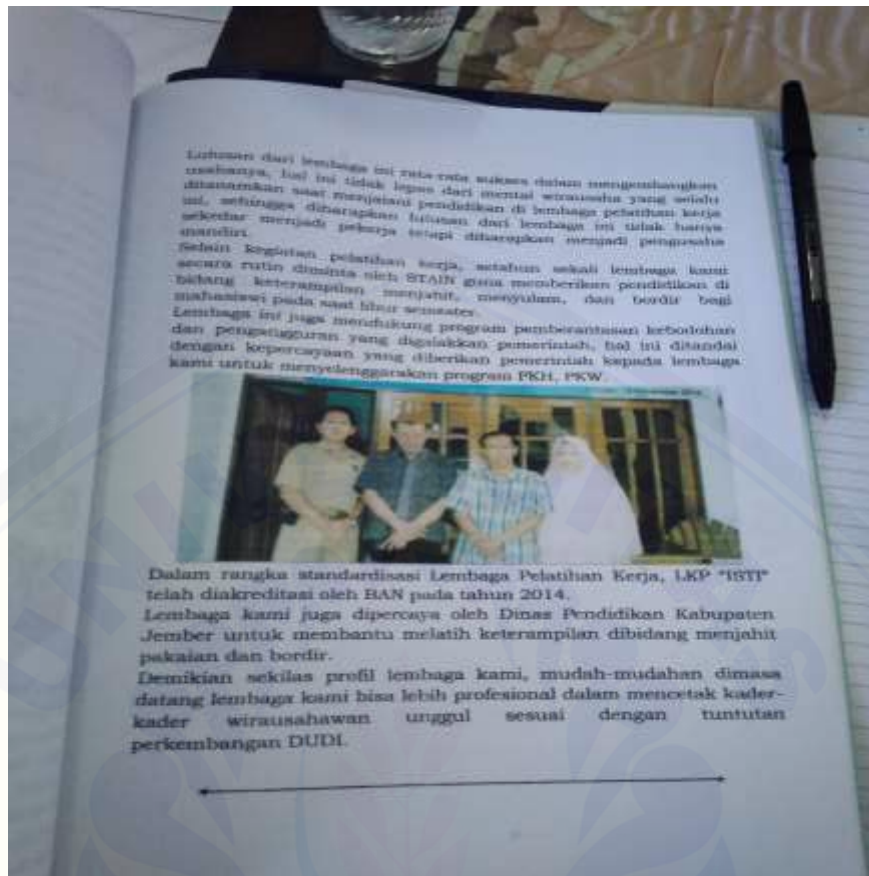 Lulusan dari lembaga ini rata-rata sukses dalam mengembangkan
usahanya, hal ini tidak lepas dari mental wirausaha yang selalu
ditanamkan saat menjalani pendidikan di lembaga pelatihan kerja
ini, sehingga diharapkan lulusan dari lembaga ini tidak hanya
sekedar menjadi pekerja tetapi diharapkan menjadi pengusaha
mandiri.
Selain kegiatan pelatihan kerja, setahun sekali lembaga kami
secara rutin diminta oleh STAIN guna memberikan pendidikan di
bidang keterampilan menjahit, menyulam, dan bordir bagi
mahasiswi pada saat libur semester.
Lembaga ini juga mendukung program pemberantasan kebodohan
dan pengangguran yang digalakkan pemerintah, hal ini ditandai
dengan kepercayaan yang diberikan pemerintah kepada lembaga
kami untuk menyelenggarakan program PKH, PKW.
Dalam rangka standardisasi Lembaga Pelatihan Kerja, LKP "ISTI"
telah diakreditasi oleh BAN pada tahun 2014.
Lembaga kami juga dipercaya oleh Dinas Pendidikan Kabupaten
Jember untuk membantu melatih keterampilan dibidang menjahit
pakaian dan bordir.
Demikian sekilas profil lembaga kami, mudah-mudahan dimasa
datang lembaga kami bisa lebih profesional dalam mencetak kader-
kader wirausahawan unggul sesuai dengan tuntutan
perkembangan DUDI.